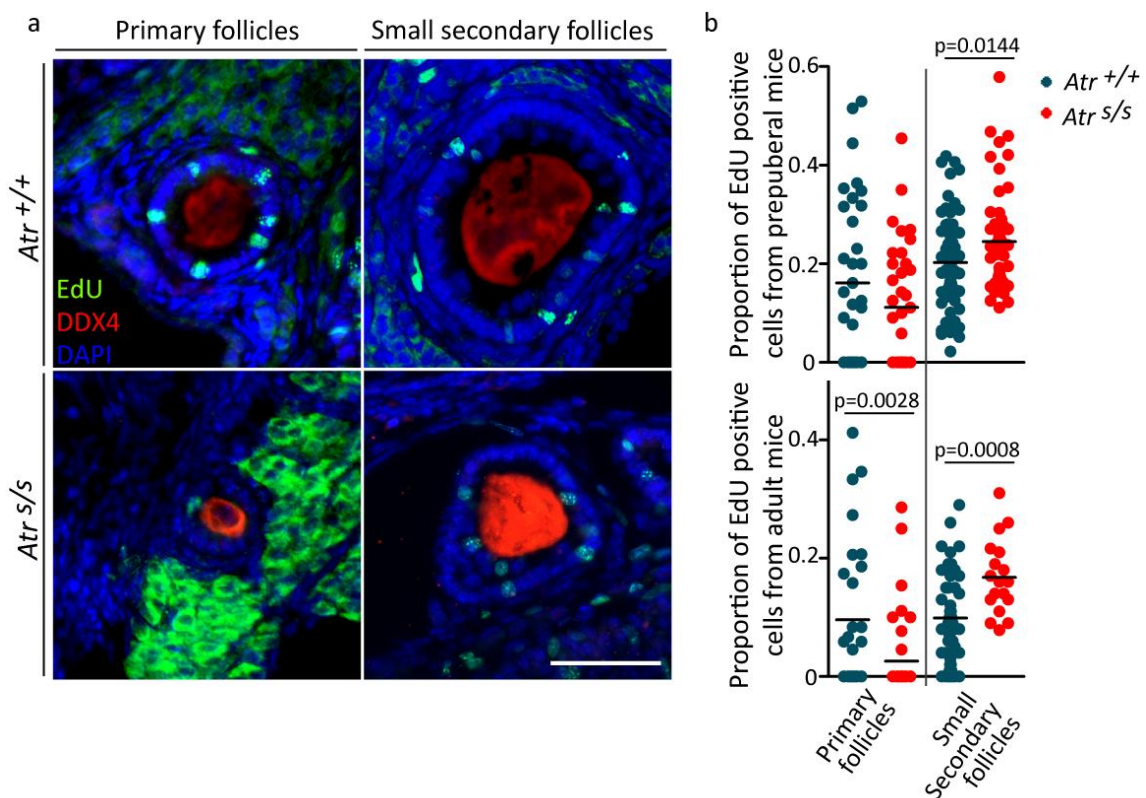 a
Primary follicles
Small secondary follicles
Atr +/+
EdU
DDX4
DAPI
Atr s/s
b
p=0.0144
Atr +/+
Atr s/s
0.6
0.4
0.2
0
Proportion of EdU positive
cells from prepuberal mice
p=0.0028
p=0.0008
0.4
0.2
0
Proportion of EdU positive
cells from adult mice
Primary
follicles
Small
Secondary
follicles